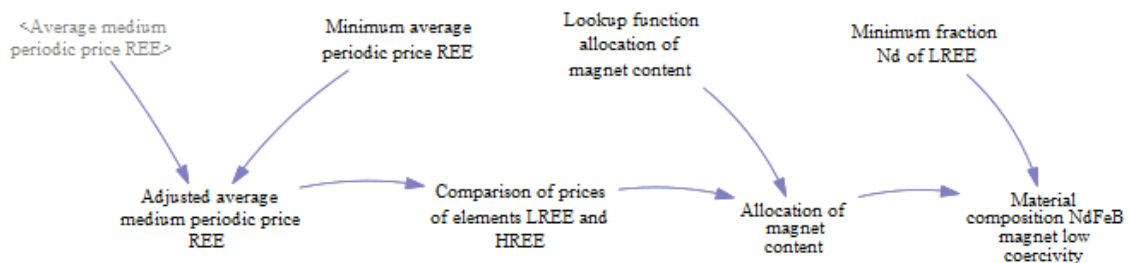 <Average medium
periodic price REE>
Minimum average
periodic price REE
Lookup function
allocation of
magnet content
Minimum fraction
Nd of LREE
Adjusted average
medium periodic price
REE
Comparison of prices
of elements LREE and
HREE
Allocation of
magnet
content
Material
composition NdFeB
magnet low
coercivity